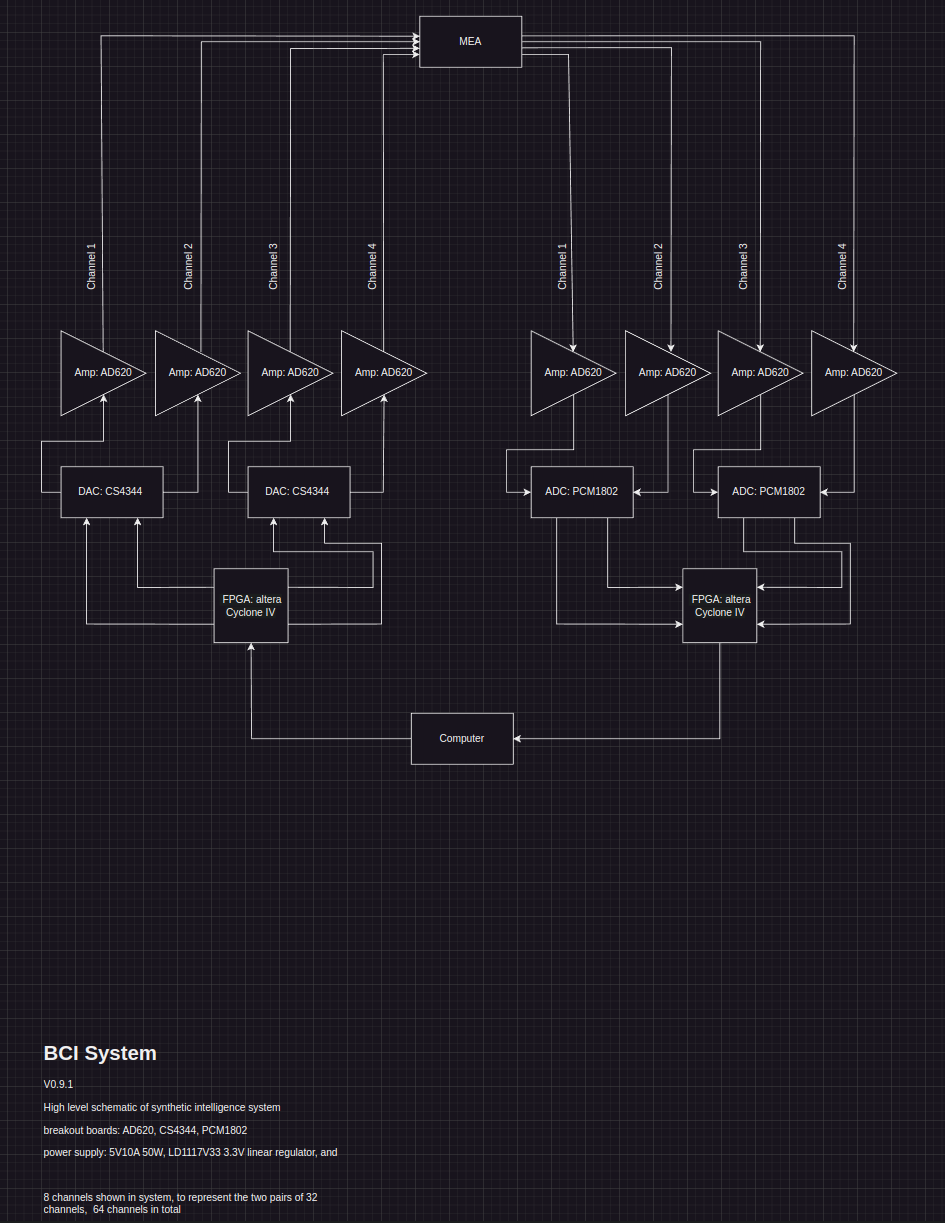 MEA
Channel 1
Channel 2
Channel 3
Channel 4
Channel 1
Channel 2
Channel 3
Channel 4
Amp: AD620
Amp: AD620
Amp: AD620
Amp: AD620
Amp: AD620
Amp: AD620
Amp: AD620
Amp: AD620
DAC: CS4344
DAC: CS4344
ADC: PCM1802
ADC: PCM1802
FPGA: altera
Cyclone IV
FPGA: altera
Cyclone IV
Computer
BCI System
V0.9.1
High level schematic of synthetic intelligence system
breakout boards: AD620, CS4344, PCM1802
power supply: 5V10A 50W, LD1117V33 3.3V linear regulator, and
8 channels shown in system, to represent the two pairs of 32
channels,  64 channels in total